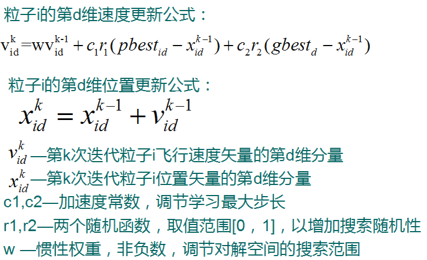 粒子i的第d维速度更新公式：
v_id^k=wv_id^k-1+c₁r₁(pbest_id−x_id^k−1)+c₂r₂(gbest_d−x_id^k−1)
粒子i的第d维位置更新公式：
x_id^k=x_id^k−1+v_id^k−1
v_id^k—第k次迭代粒子i飞行速度矢量的第d维分量
x_id^k—第k次迭代粒子i位置矢量的第d维分量
c1,c2—加速度常数，调节学习最大步长
r1,r2—两个随机函数，取值范围[0，1]，以增加搜索随机性
w —惯性权重，非负数，调节对解空间的搜索范围